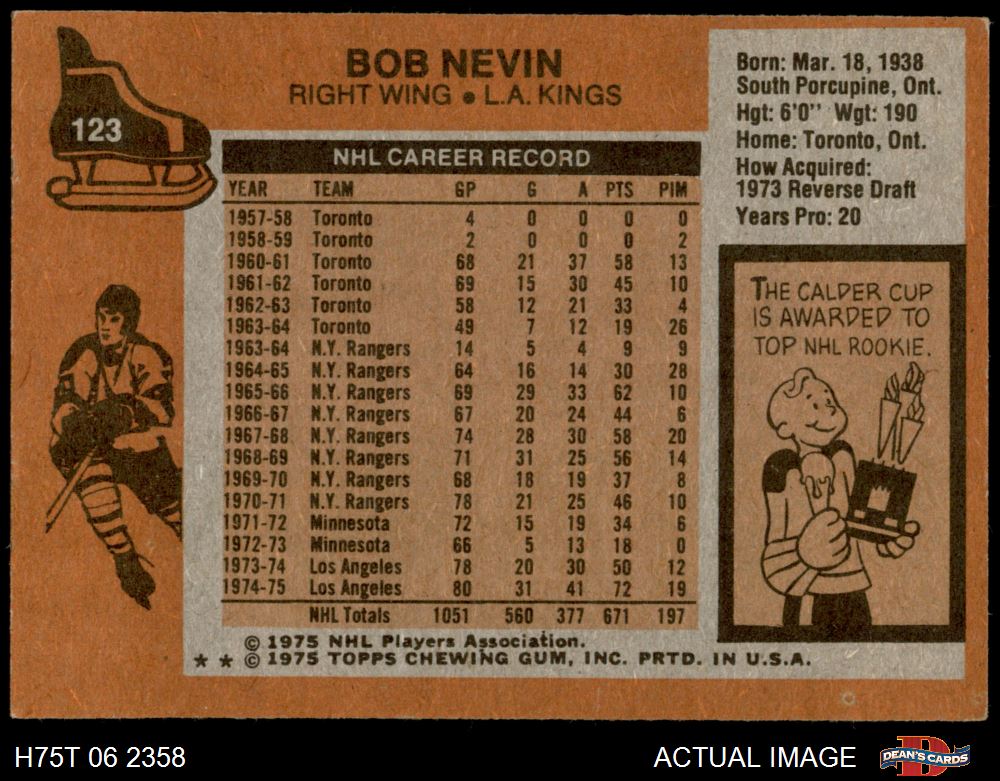 123
BOB NEVIN
RIGHT WING • L.A. KINGS
Born: Mar. 18, 1938
South Porcupine, Ont.
Hgt: 6'0" Wgt: 190
Home: Toronto, Ont.
How Acquired:
1973 Reverse Draft
Years Pro: 20
NHL CAREER RECORD
YEAR TEAM GP G A PTS PIM
1957-58 Toronto 4 0 0 0 0
1958-59 Toronto 2 0 0 0 2
1960-61 Toronto 68 21 37 58 13
1961-62 Toronto 69 15 30 45 10
1962-63 Toronto 58 12 21 33 4
1963-64 Toronto 49 7 12 19 26
1963-64 N.Y. Rangers 14 5 4 9 9
1964-65 N.Y. Rangers 64 16 14 30 28
1965-66 N.Y. Rangers 69 29 33 62 10
1966-67 N.Y. Rangers 67 20 24 44 6
1967-68 N.Y. Rangers 74 28 30 58 20
1968-69 N.Y. Rangers 71 31 25 56 14
1969-70 N.Y. Rangers 68 18 19 37 8
1970-71 N.Y. Rangers 78 21 25 46 10
1971-72 Minnesota 72 15 19 34 6
1972-73 Minnesota 66 5 13 18 0
1973-74 Los Angeles 78 20 30 50 12
1974-75 Los Angeles 80 31 41 72 19
NHL Totals 1051 560 377 671 197
THE CALDER CUP
IS AWARDED TO
TOP NHL ROOKIE.
© 1975 NHL Players Association.
* * © 1975 TOPPS CHEWING GUM, INC. PRTD. IN U.S.A.
H75T 06 2358
ACTUAL IMAGE
DEAN'S CARDS